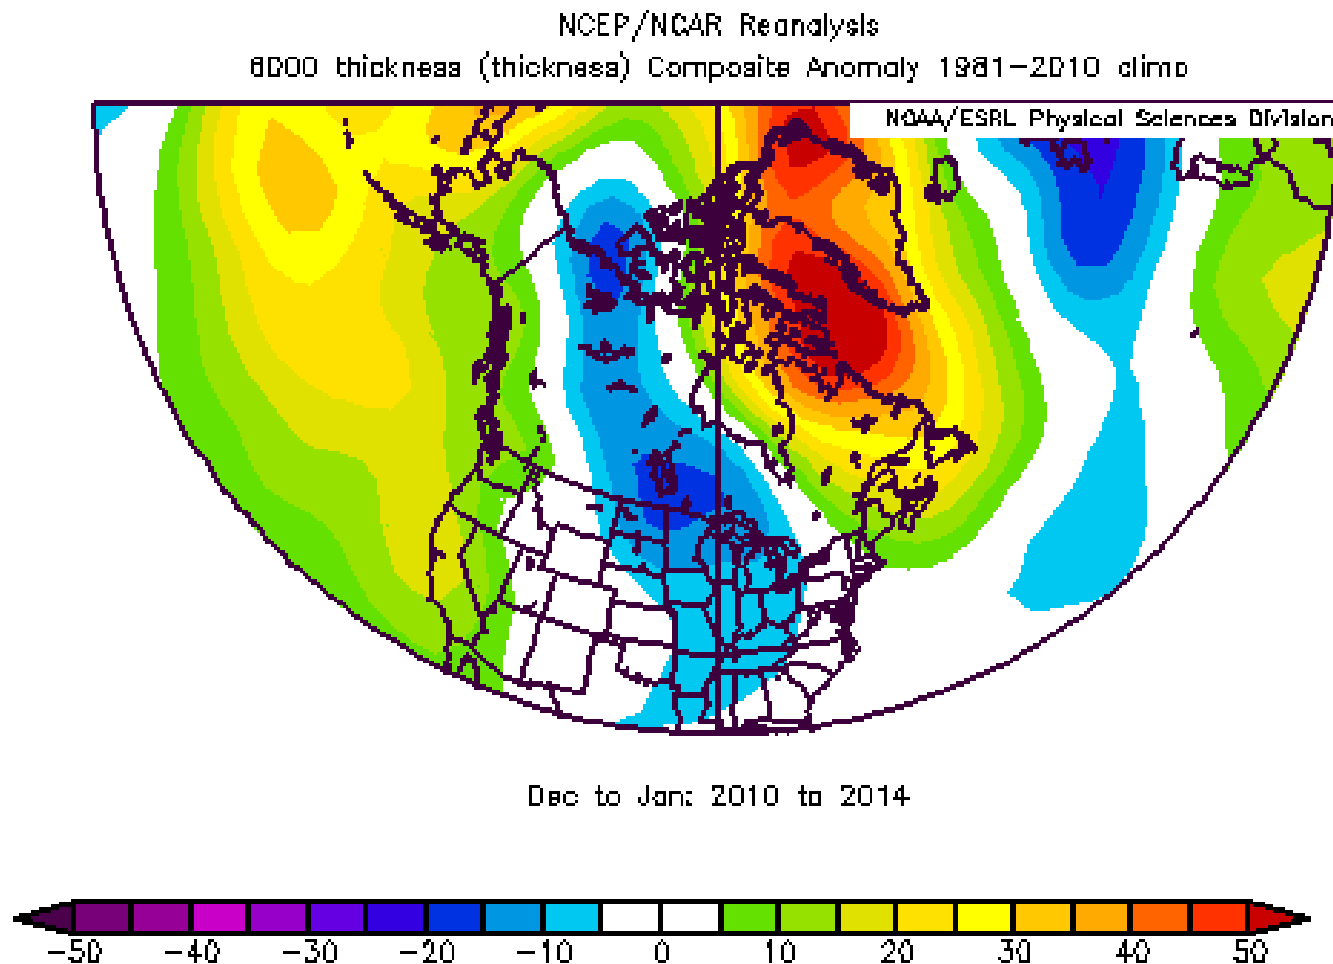 NCEP/NCAR Reanalysis
6000 thickness (thickness) Composite Anomaly 1981-2010 climo
NOAA/ESRL Physical Sciences Division
Dec to Jan: 2010 to 2014
-50 -40 -30 -20 -10 0 10 20 30 40 50